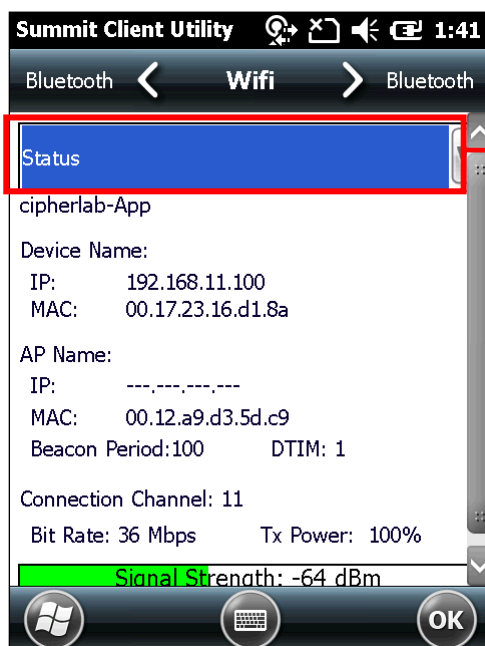 Summit Client Utility 1:41
Bluetooth Wifi Bluetooth
Status
cipherlab-App
Device Name:
IP: 192.168.11.100
MAC: 00.17.23.16.d1.8a
AP Name:
IP: ---.---.---.---
MAC: 00.12.a9.d3.5d.c9
Beacon Period:100 DTIM: 1
Connection Channel: 11
Bit Rate: 36 Mbps Tx Power: 100%
Signal Strength: -64 dBm
OK